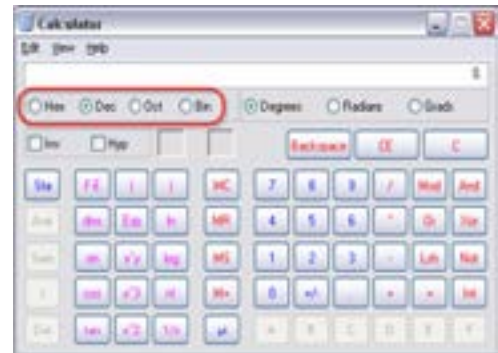 Calculator
Edit View Help
0
Hex Dec Oct Bin Degrees Radians Grads
Inv Hyp Backspace CE C
Sta F-E ( ) MC 7 8 9 / Mod And
Ave dms Exp ln MR 4 5 6 * Or Xor
Sum sin x^y log MS 1 2 3 - Lsh Not
s cos x^3 n! M+ 0 +/- . + = Int
Dat tan x^2 1/x pi A B C D E F